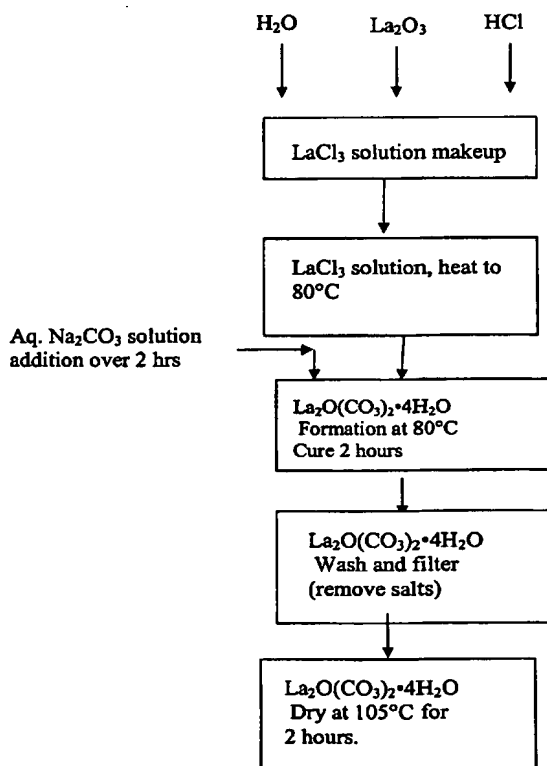 H₂O La₂O₃ HCl
LaCl₃ solution makeup
LaCl₃ solution, heat to
80°C
Aq. Na₂CO₃ solution
addition over 2 hrs
La₂O(CO₃)₂•4H₂O
Formation at 80°C
Cure 2 hours
La₂O(CO₃)₂•4H₂O
Wash and filter
(remove salts)
La₂O(CO₃)₂•4H₂O
Dry at 105°C for
2 hours.